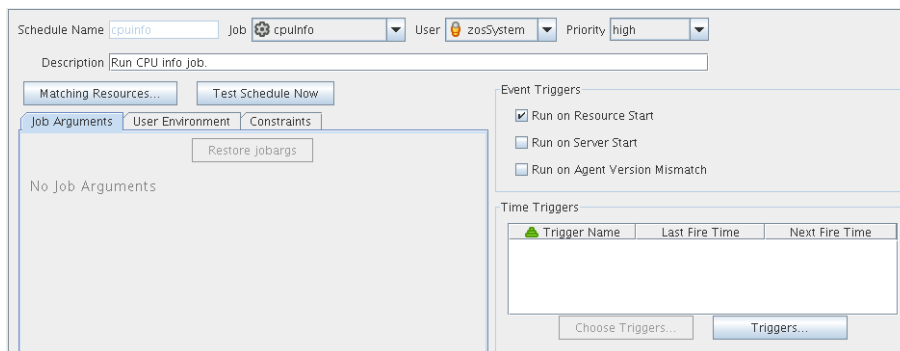 Schedule Name cpuinfo Job cpuinfo User zosSystem Priority high
Description Run CPU info job.
Matching Resources... Test Schedule Now
Job Arguments User Environment Constraints
Restore jobargs
No Job Arguments
Event Triggers
Run on Resource Start
Run on Server Start
Run on Agent Version Mismatch
Time Triggers
Trigger Name Last Fire Time Next Fire Time
Choose Triggers... Triggers...